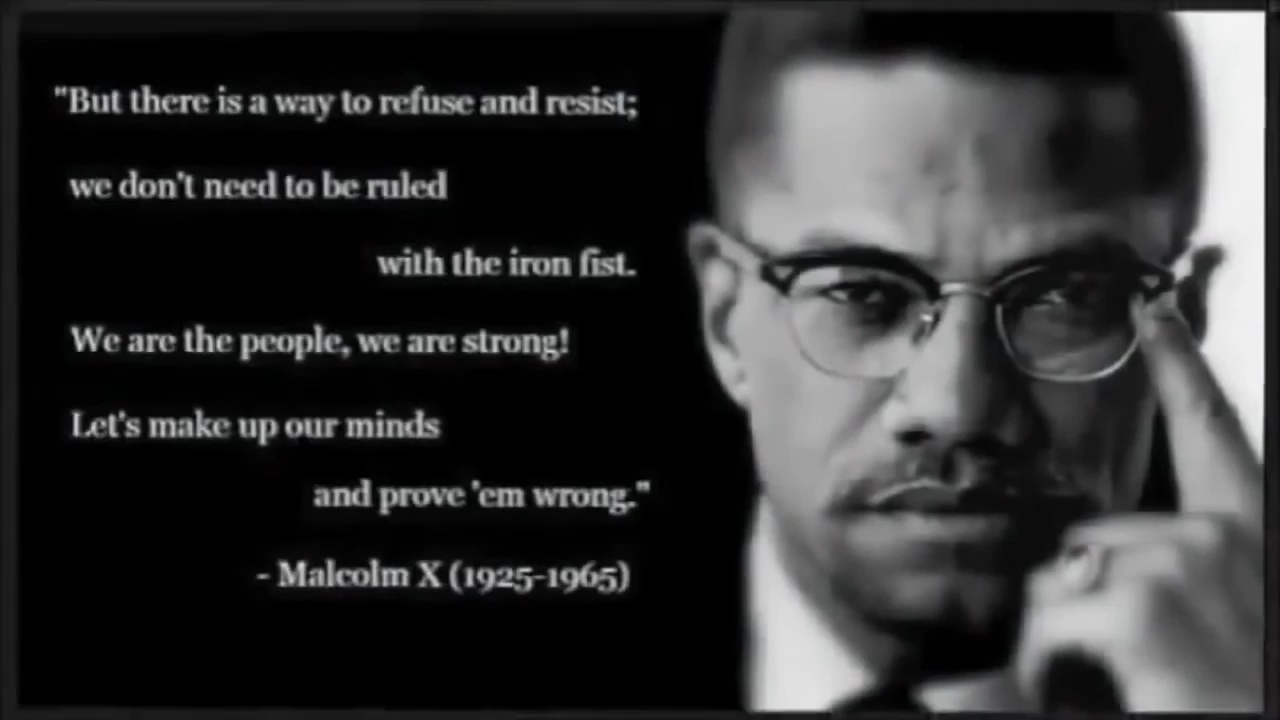 "But there is a way to refuse and resist;
we don't need to be ruled
with the iron fist.
We are the people, we are strong!
Let's make up our minds
and prove 'em wrong."
- Malcolm X (1925-1965)